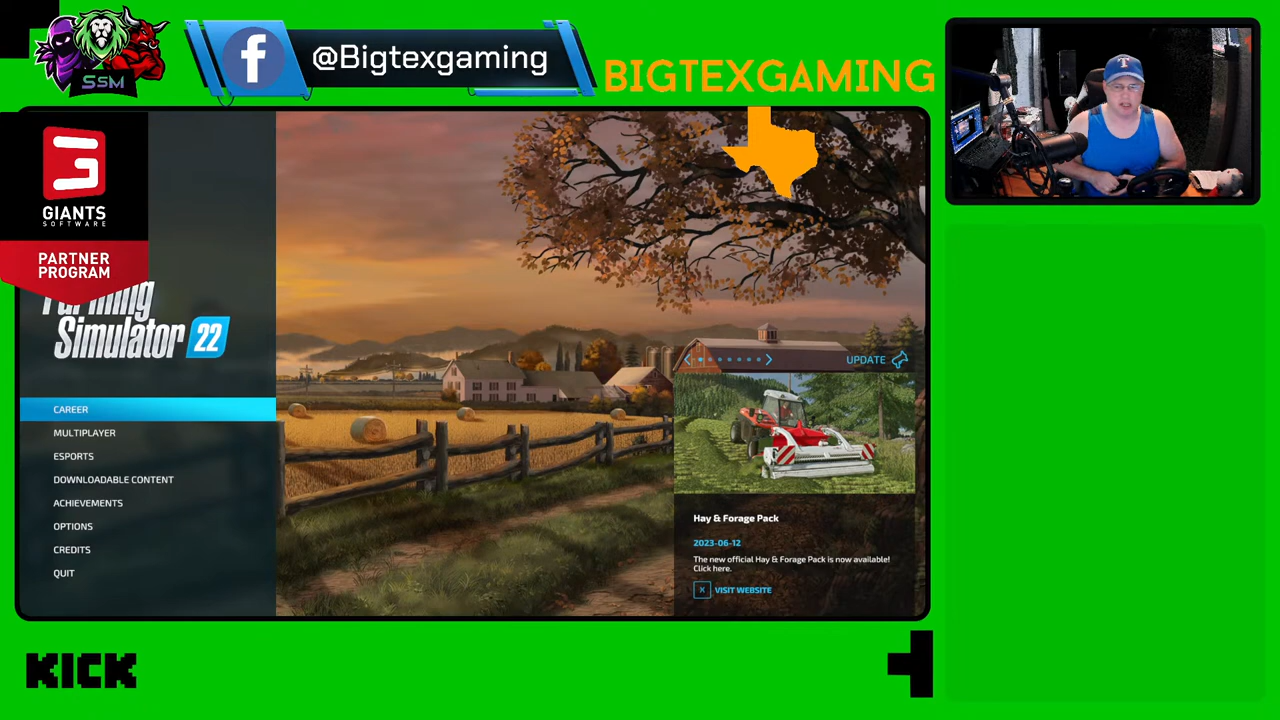 SSM
@Bigtexgaming
BIGTEXGAMING
GIANTS
SOFTWARE
PARTNER
PROGRAM
Farming
Simulator 22
CAREER
MULTIPLAYER
ESPORTS
DOWNLOADABLE CONTENT
ACHIEVEMENTS
OPTIONS
CREDITS
QUIT
UPDATE
Hay & Forage Pack
2023-06-12
The new official Hay & Forage Pack is now available!
Click here.
X VISIT WEBSITE
KICK